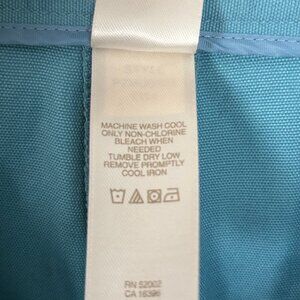 MACHINE WASH COOL
ONLY NON-CHLORINE
BLEACH WHEN
NEEDED
TUMBLE DRY LOW
REMOVE PROMPTLY
COOL IRON
RN 52002
CA 16396